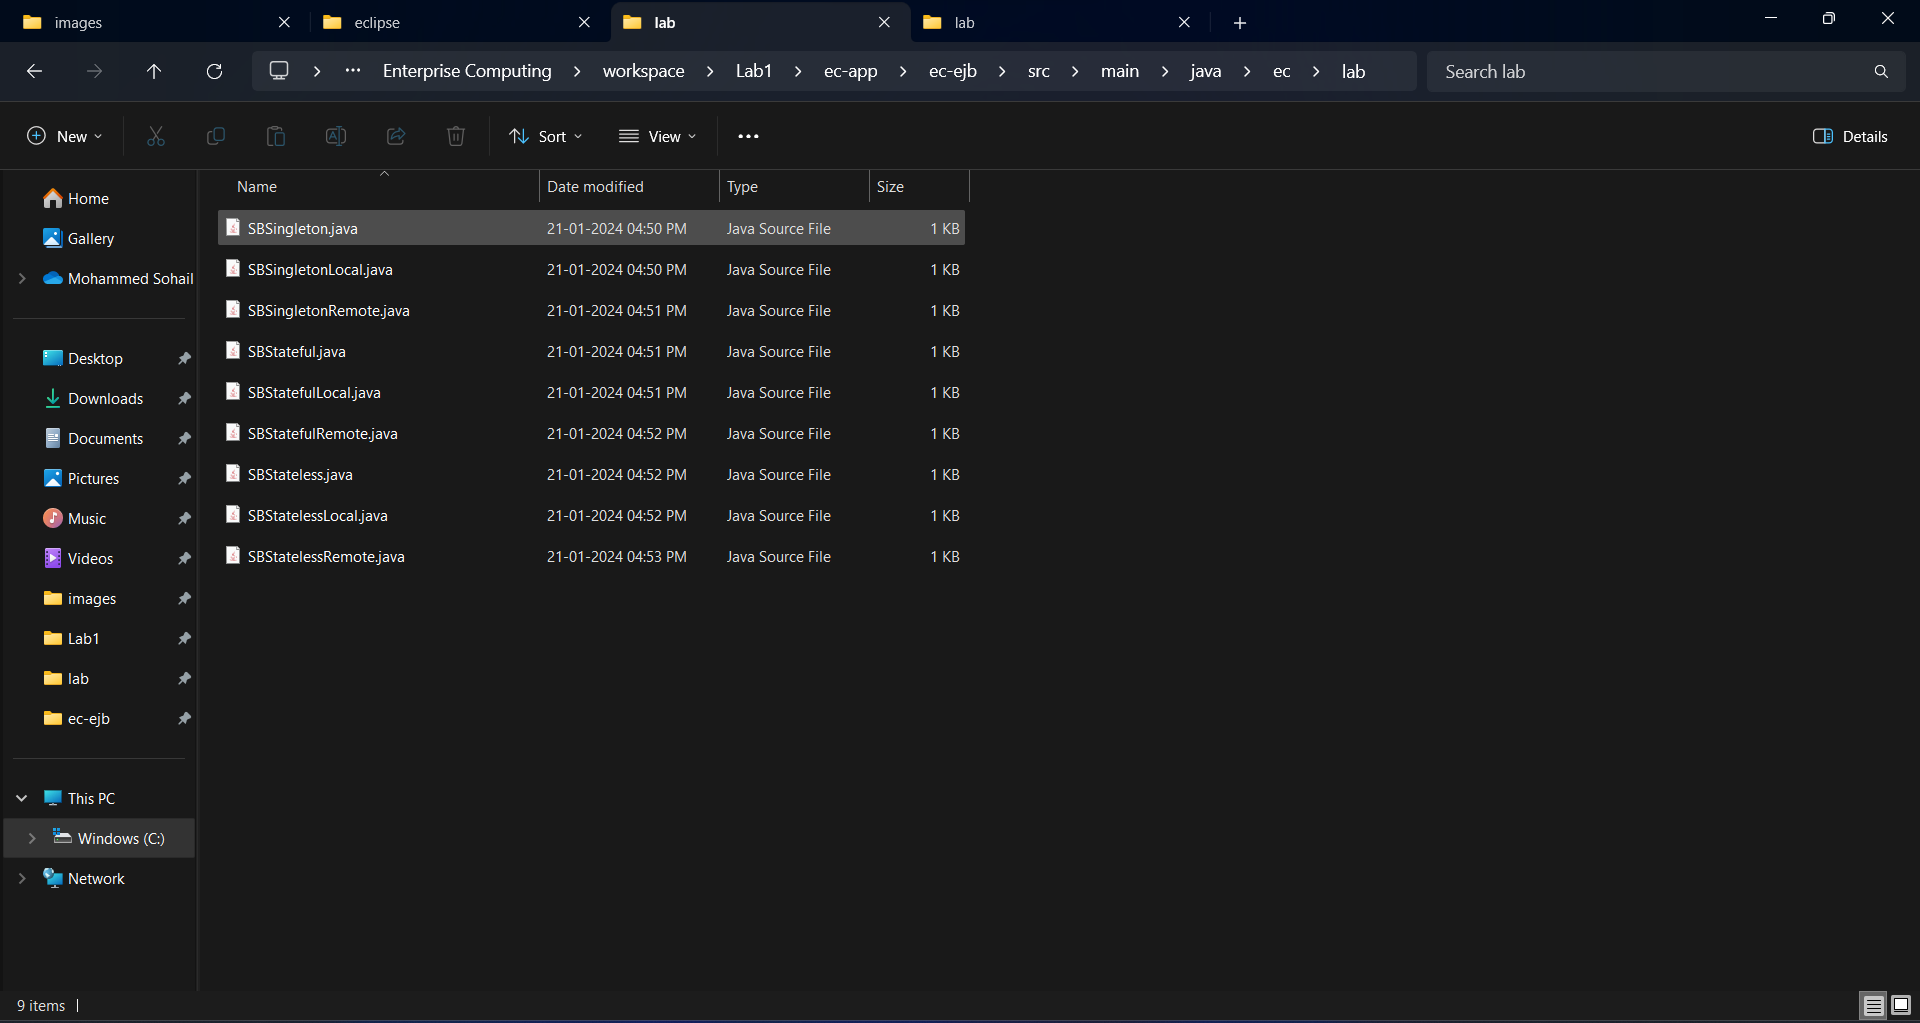 images
eclipse
lab
lab
Enterprise Computing > workspace > Lab1 > ec-app > ec-ejb > src > main > java > ec > lab
Search lab
New
Sort
View
Details
Name Date modified Type Size
SBSingleton.java 21-01-2024 04:50 PM Java Source File 1 KB
SBSingletonLocal.java 21-01-2024 04:50 PM Java Source File 1 KB
SBSingletonRemote.java 21-01-2024 04:51 PM Java Source File 1 KB
SBStateful.java 21-01-2024 04:51 PM Java Source File 1 KB
SBStatefulLocal.java 21-01-2024 04:51 PM Java Source File 1 KB
SBStatefulRemote.java 21-01-2024 04:52 PM Java Source File 1 KB
SBStateless.java 21-01-2024 04:52 PM Java Source File 1 KB
SBStatelessLocal.java 21-01-2024 04:52 PM Java Source File 1 KB
SBStatelessRemote.java 21-01-2024 04:53 PM Java Source File 1 KB
Home
Gallery
Mohammed Sohail
Desktop
Downloads
Documents
Pictures
Music
Videos
images
Lab1
lab
ec-ejb
This PC
Windows (C:)
Network
9 items